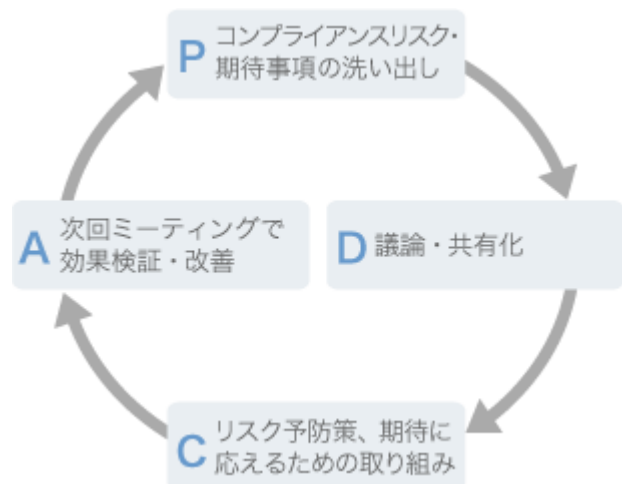 P
コンプライアンスリスク・
期待事項の洗い出し
A
次回ミーティングで
効果検証・改善
D
議論・共有化
C
リスク予防策、期待に
応えるための取り組み